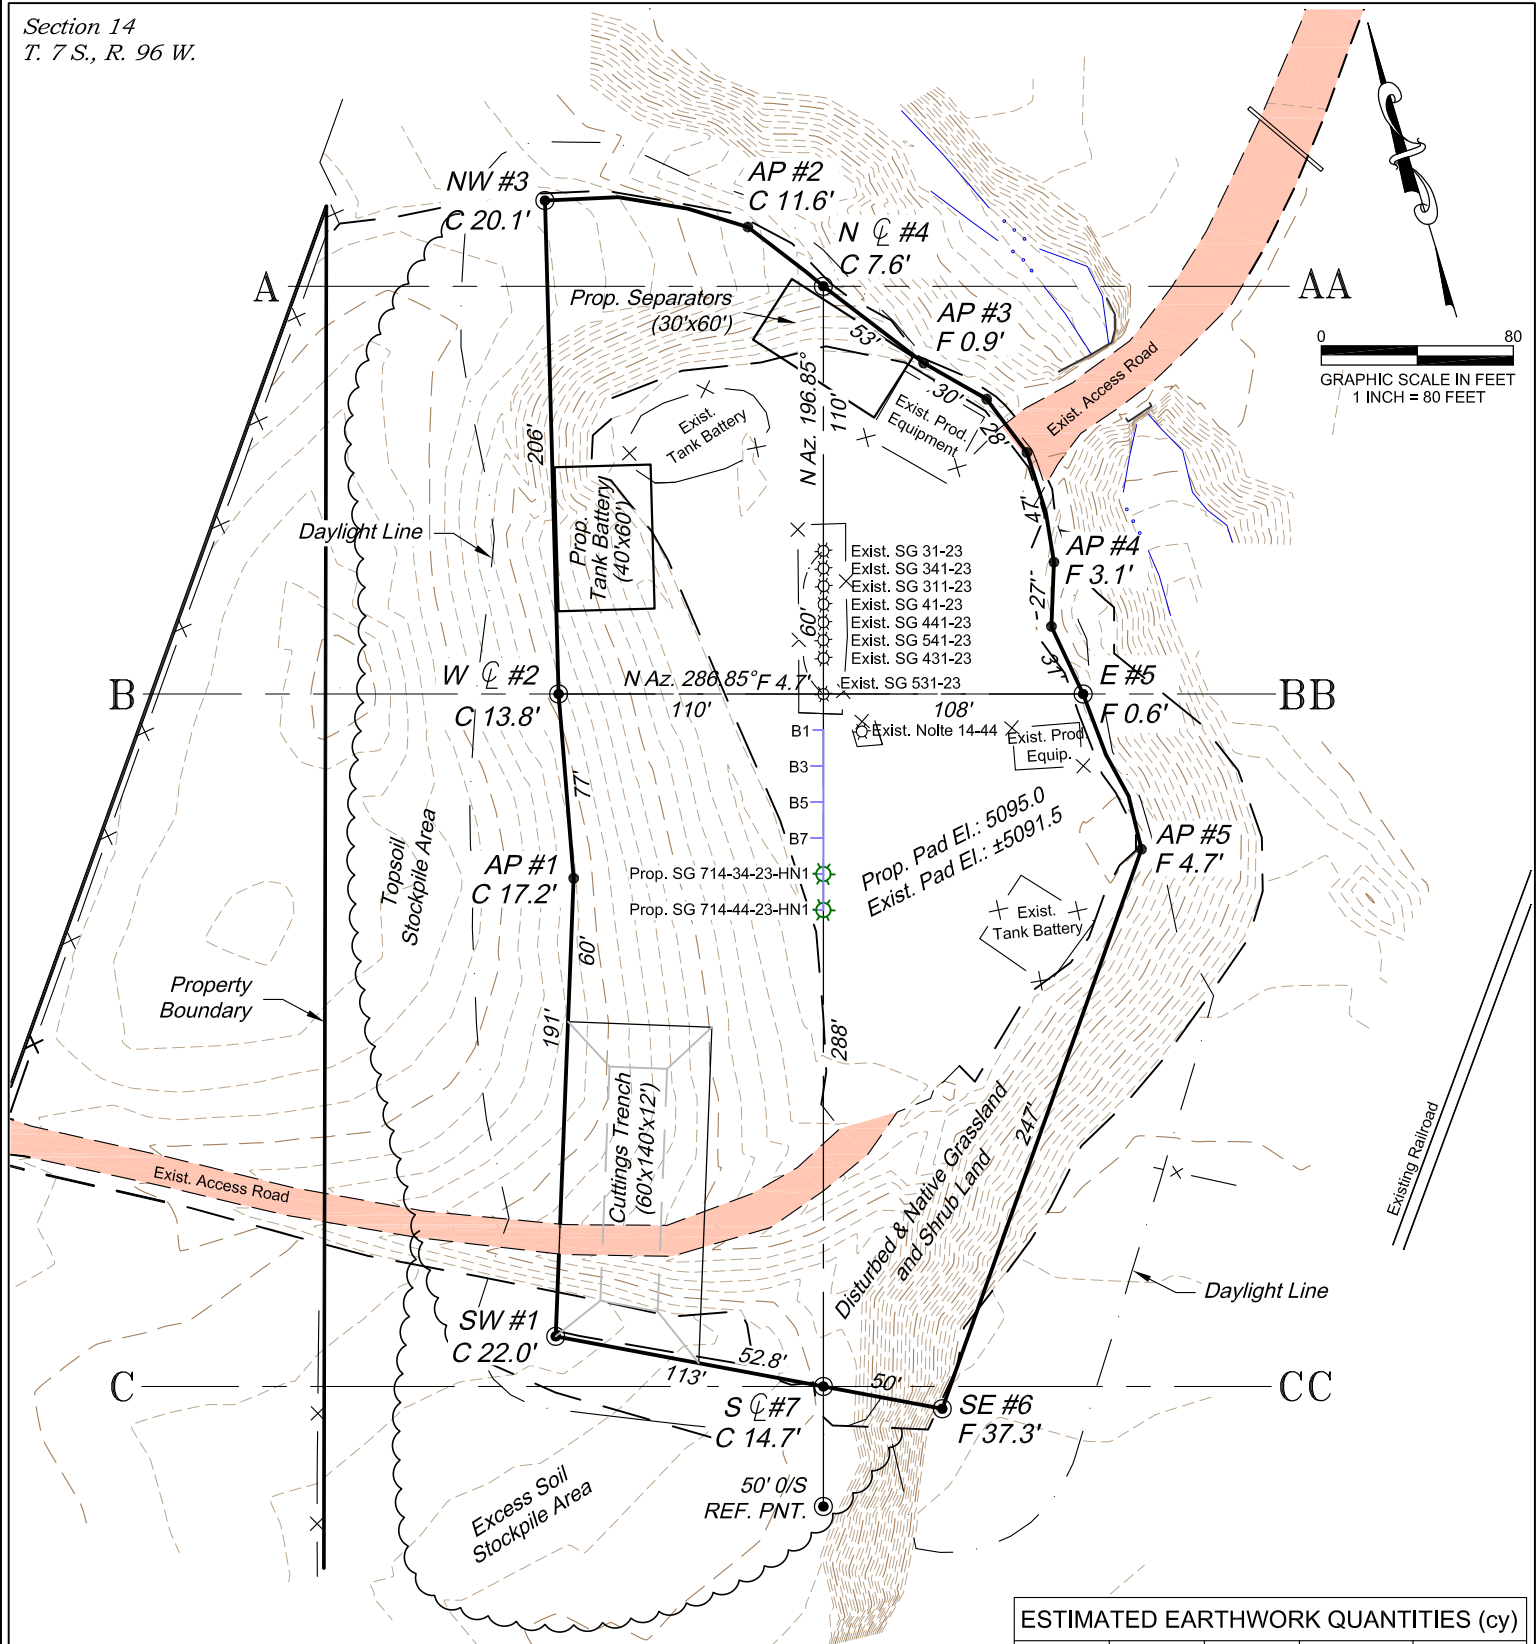 Section 14
T. 7 S., R. 96 W.
NW #3
C 20.1'
AP #2
C 11.6'
N ℄ #4
C 7.6'
A
AA
Prop. Separators
(30'x60')
53'
AP #3
F 0.9'
0
80
GRAPHIC SCALE IN FEET
1 INCH = 80 FEET
Exist. Access Road
N Az. 196.85°
110'
30'
28'
Exist. Prod.
Equipment
Exist.
Tank Battery
206'
Prop.
Tank Battery
(40'x60')
Daylight Line
47'
AP #4
F 3.1'
27'
31'
60'
Exist. SG 31-23
Exist. SG 341-23
Exist. SG 311-23
Exist. SG 41-23
Exist. SG 441-23
Exist. SG 541-23
Exist. SG 431-23
Exist. SG 531-23
W ℄ #2
C 13.8'
N Az. 286.85°
F 4.7'
110'
108'
E #5
F 0.6'
B
BB
B1
B3
B5
B7
Exist. Nolte 14-44
Exist. Prod.
Equip.
77'
Topsoil
Stockpile Area
AP #1
C 17.2'
Prop. SG 714-34-23-HN1
Prop. SG 714-44-23-HN1
Prop. Pad El.: 5095.0
Exist. Pad El.: ±5091.5
AP #5
F 4.7'
Exist.
Tank Battery
60'
191'
288'
Property
Boundary
Cuttings Trench
(60'x140'x12')
247'
Disturbed & Native Grassland
and Shrub Land
Existing Railroad
Exist. Access Road
Daylight Line
SW #1
C 22.0'
52.8'
113'
50'
C
CC
S ℄ #7
C 14.7'
SE #6
F 37.3'
50' O/S
REF. PNT.
Excess Soil
Stockpile Area
ESTIMATED EARTHWORK QUANTITIES (cy)